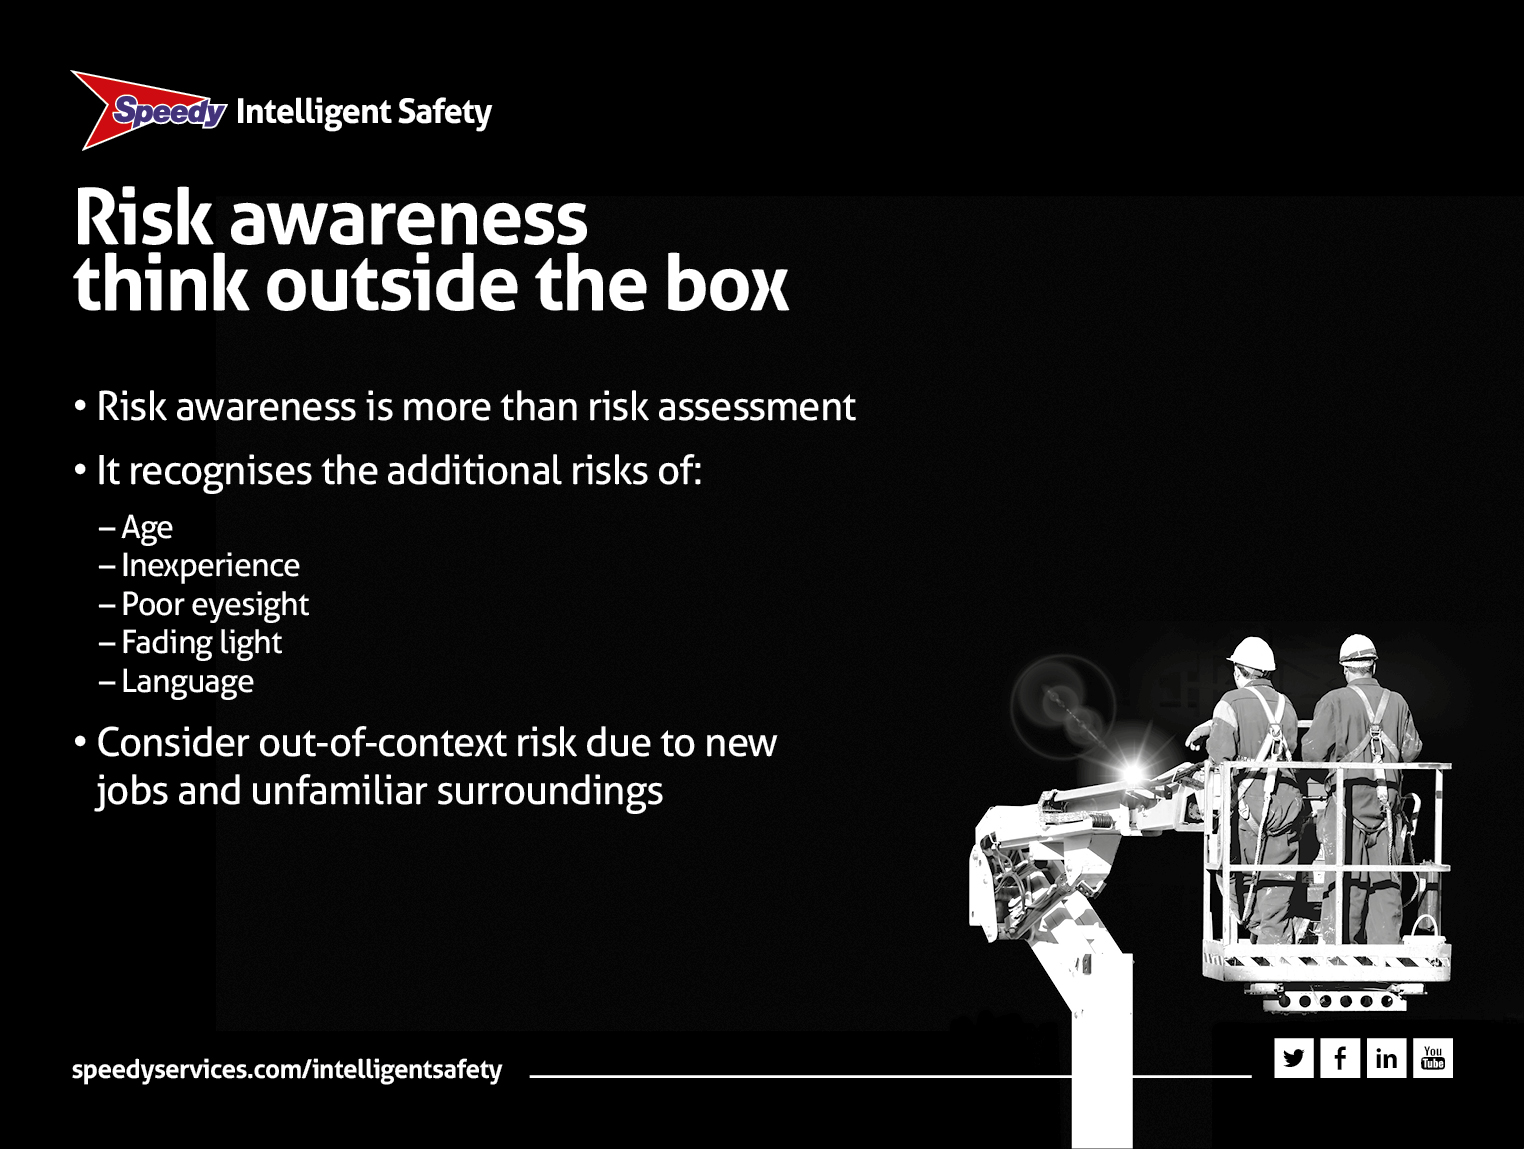 Speedy Intelligent Safety
Risk awareness
think outside the box
• Risk awareness is more than risk assessment
• It recognises the additional risks of:
– Age
– Inexperience
– Poor eyesight
– Fading light
– Language
• Consider out-of-context risk due to new
jobs and unfamiliar surroundings
speedyservices.com/intelligentsafety
f in You
Tube